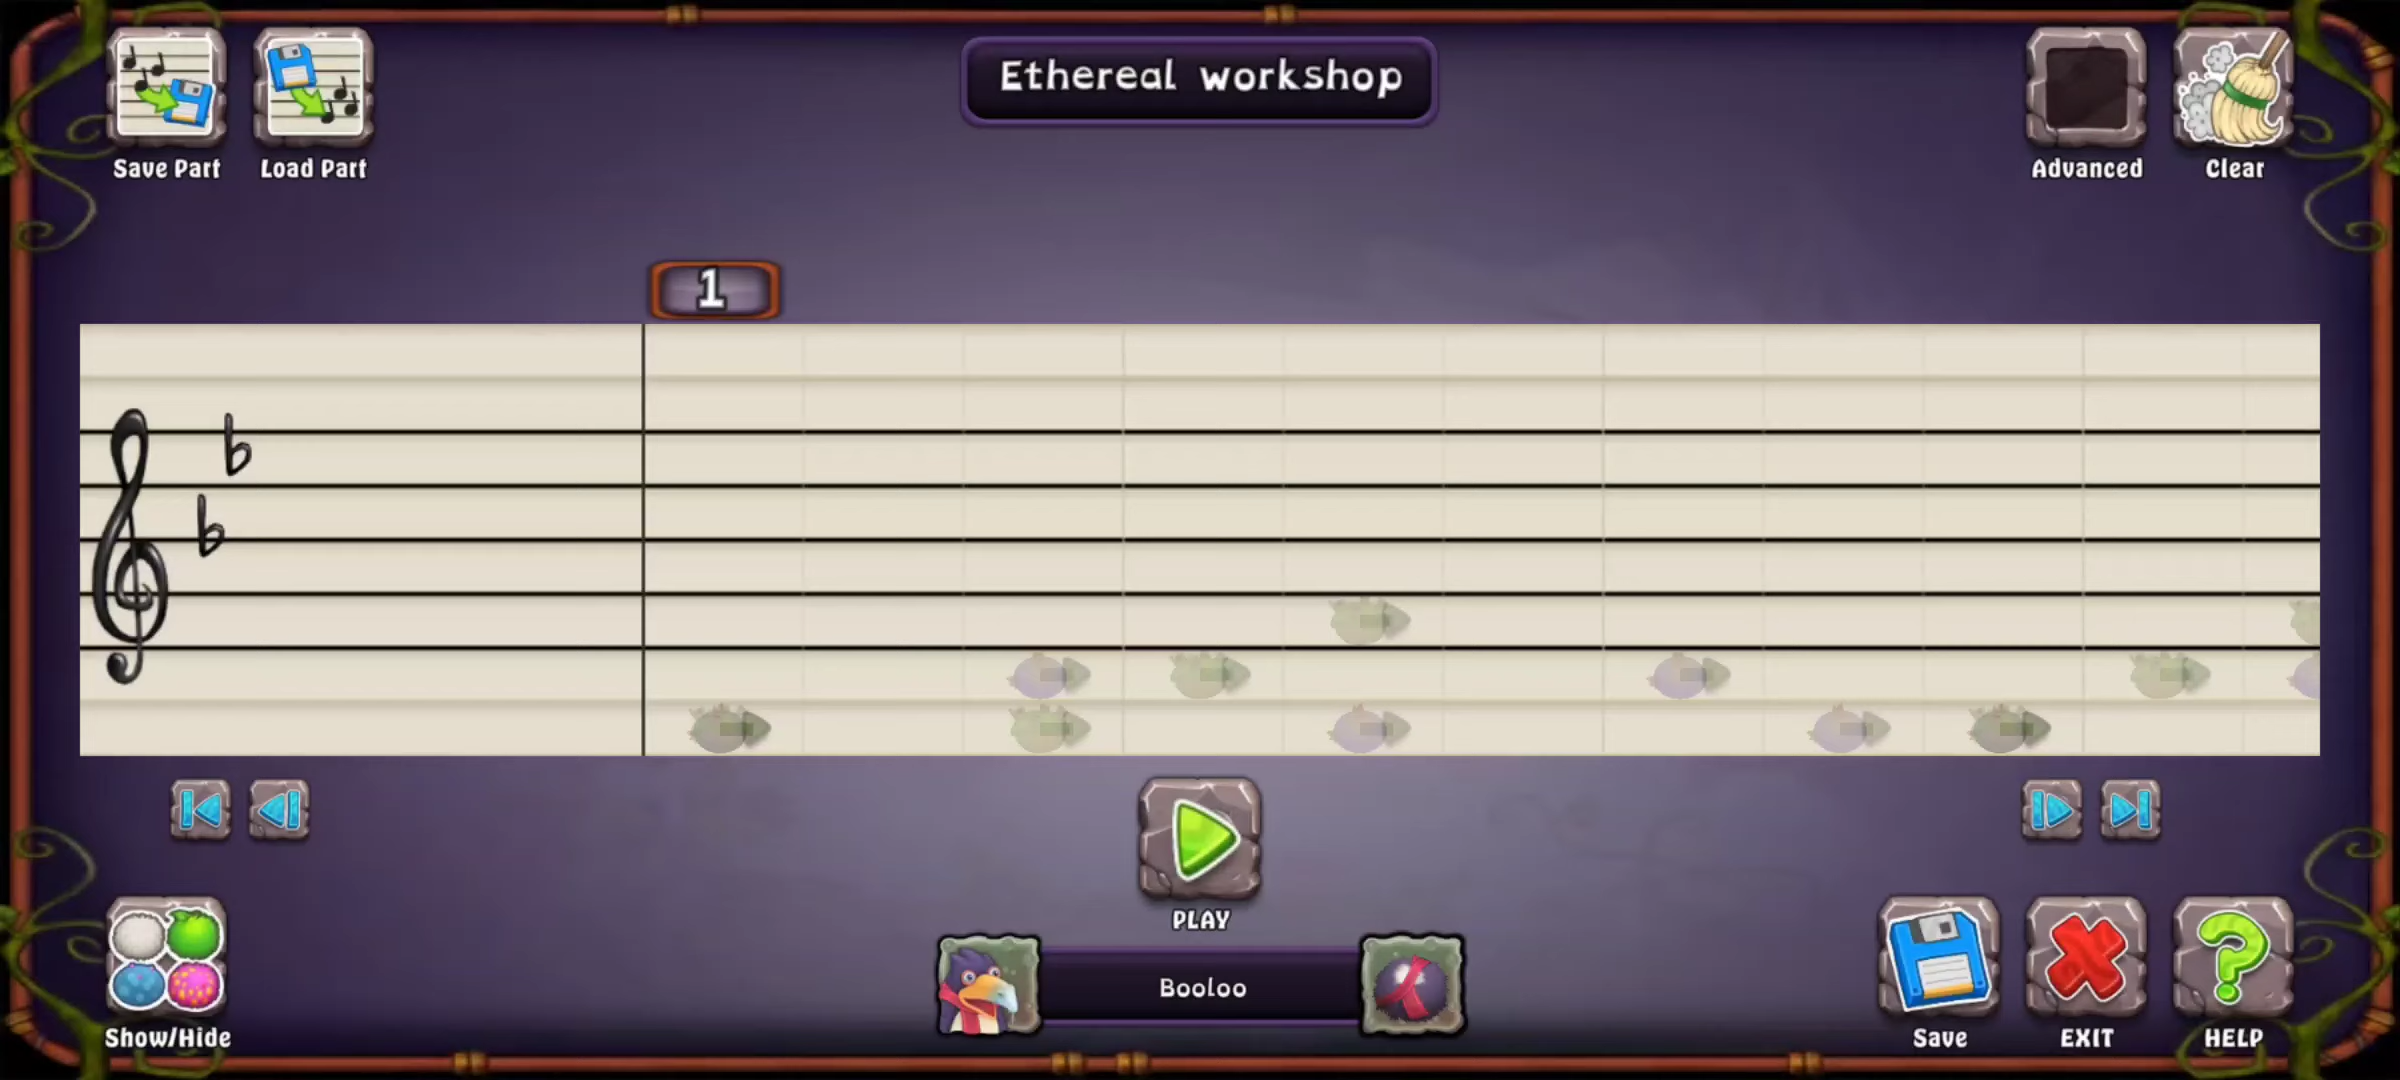 Ethereal workshop
Save Part
Load Part
Advanced
Clear
1
PLAY
Booloo
Show/Hide
Save
EXIT
HELP